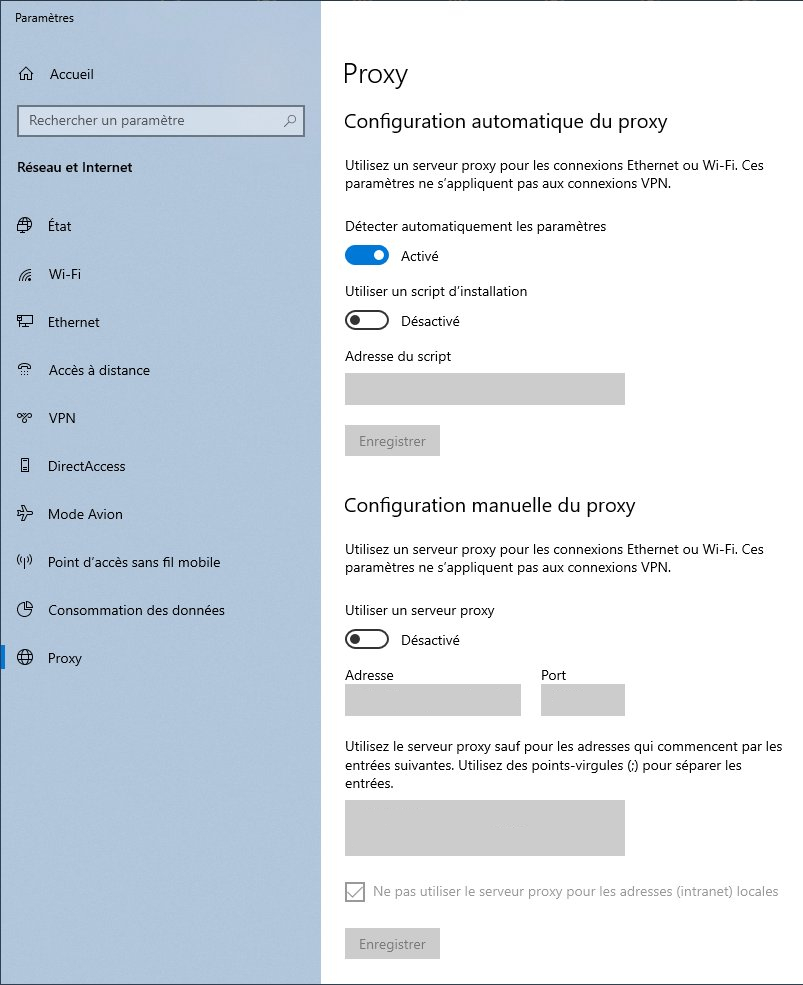 Paramètres
Accueil
Rechercher un paramètre
Réseau et Internet
État
Wi-Fi
Ethernet
Accès à distance
VPN
DirectAccess
Mode Avion
Point d’accès sans fil mobile
Consommation des données
Proxy
Proxy
Configuration automatique du proxy
Utilisez un serveur proxy pour les connexions Ethernet ou Wi-Fi. Ces
paramètres ne s’appliquent pas aux connexions VPN.
Détecter automatiquement les paramètres
Activé
Utiliser un script d’installation
Désactivé
Adresse du script
Enregistrer
Configuration manuelle du proxy
Utilisez un serveur proxy pour les connexions Ethernet ou Wi-Fi. Ces
paramètres ne s’appliquent pas aux connexions VPN.
Utiliser un serveur proxy
Désactivé
Adresse Port
Utilisez le serveur proxy sauf pour les adresses qui commencent par les
entrées suivantes. Utilisez des points-virgules (;) pour séparer les
entrées.
Ne pas utiliser le serveur proxy pour les adresses (intranet) locales
Enregistrer